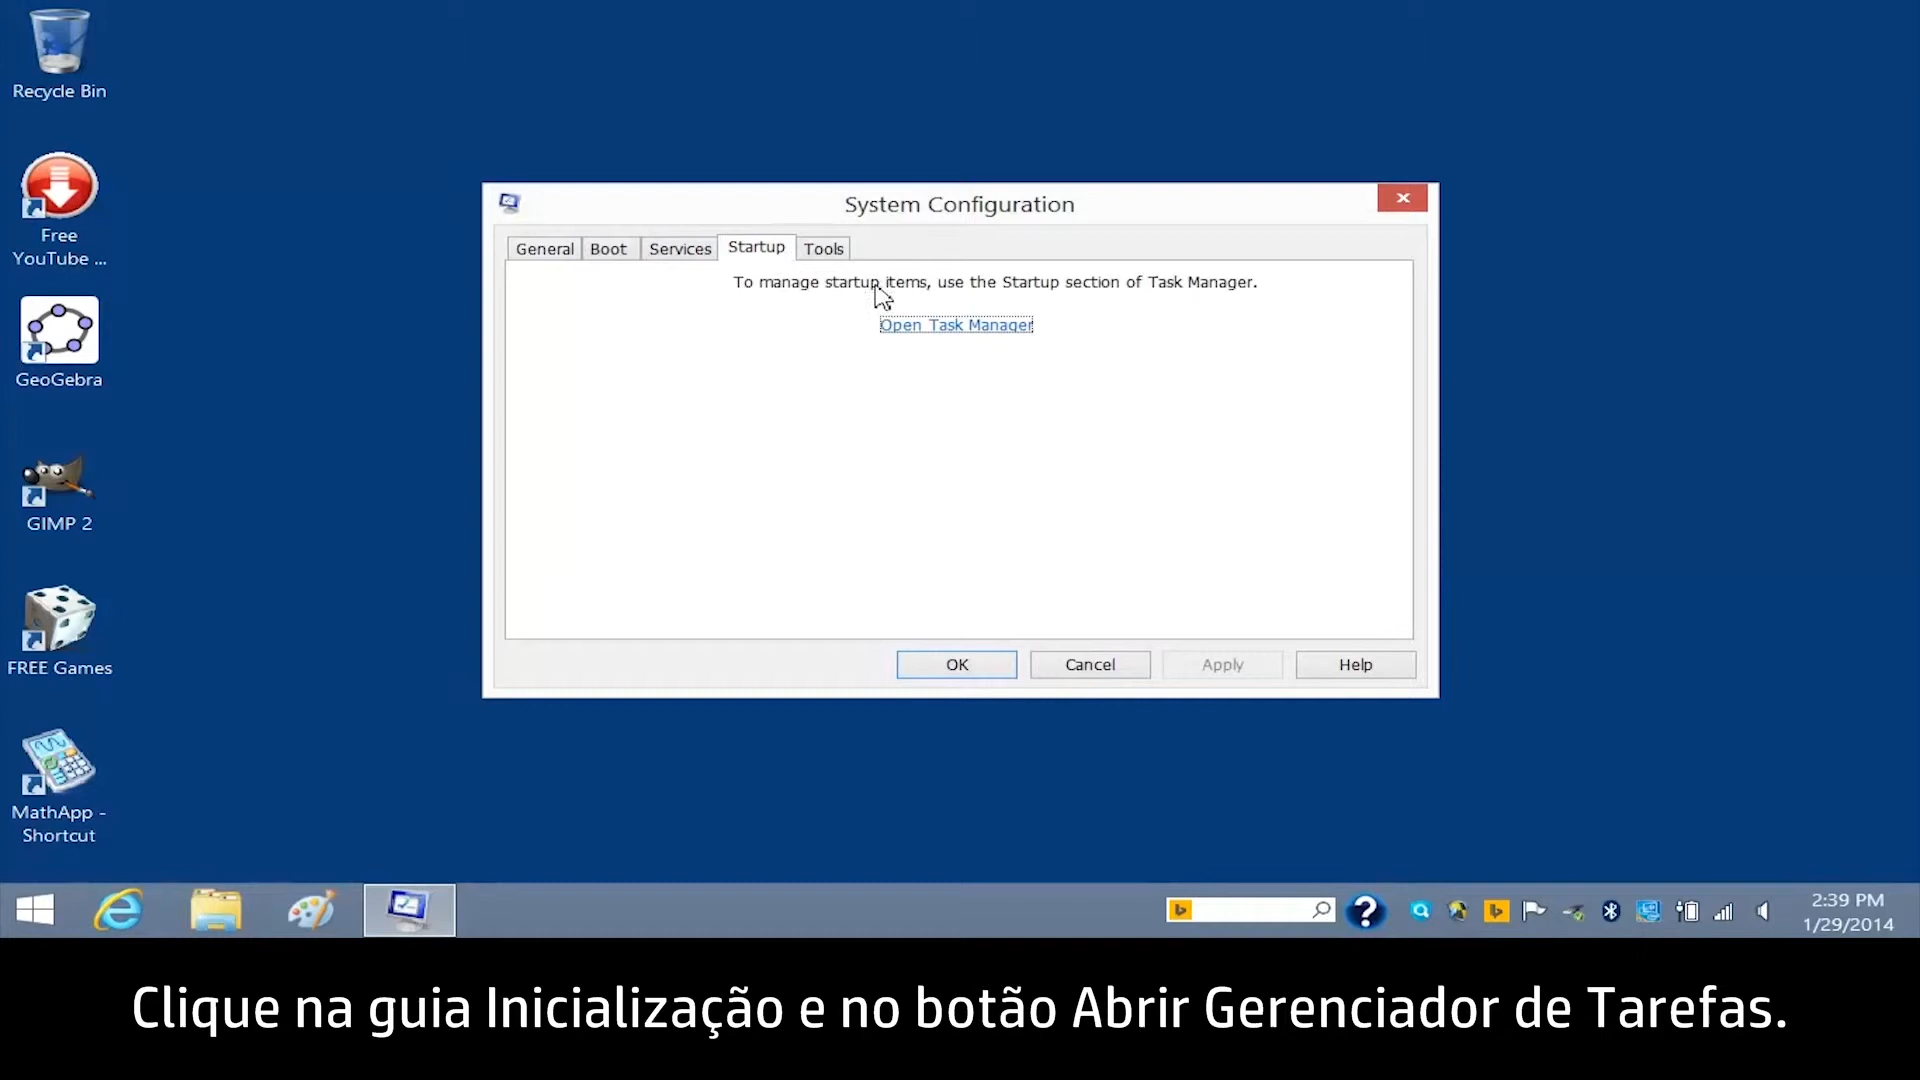 Recycle Bin
Free
YouTube ...
GeoGebra
GIMP 2
FREE Games
MathApp -
Shortcut
System Configuration
General Boot Services Startup Tools
To manage startup items, use the Startup section of Task Manager.
Open Task Manager
OK Cancel Apply Help
2:39 PM
1/29/2014
Clique na guia Inicialização e no botão Abrir Gerenciador de Tarefas.